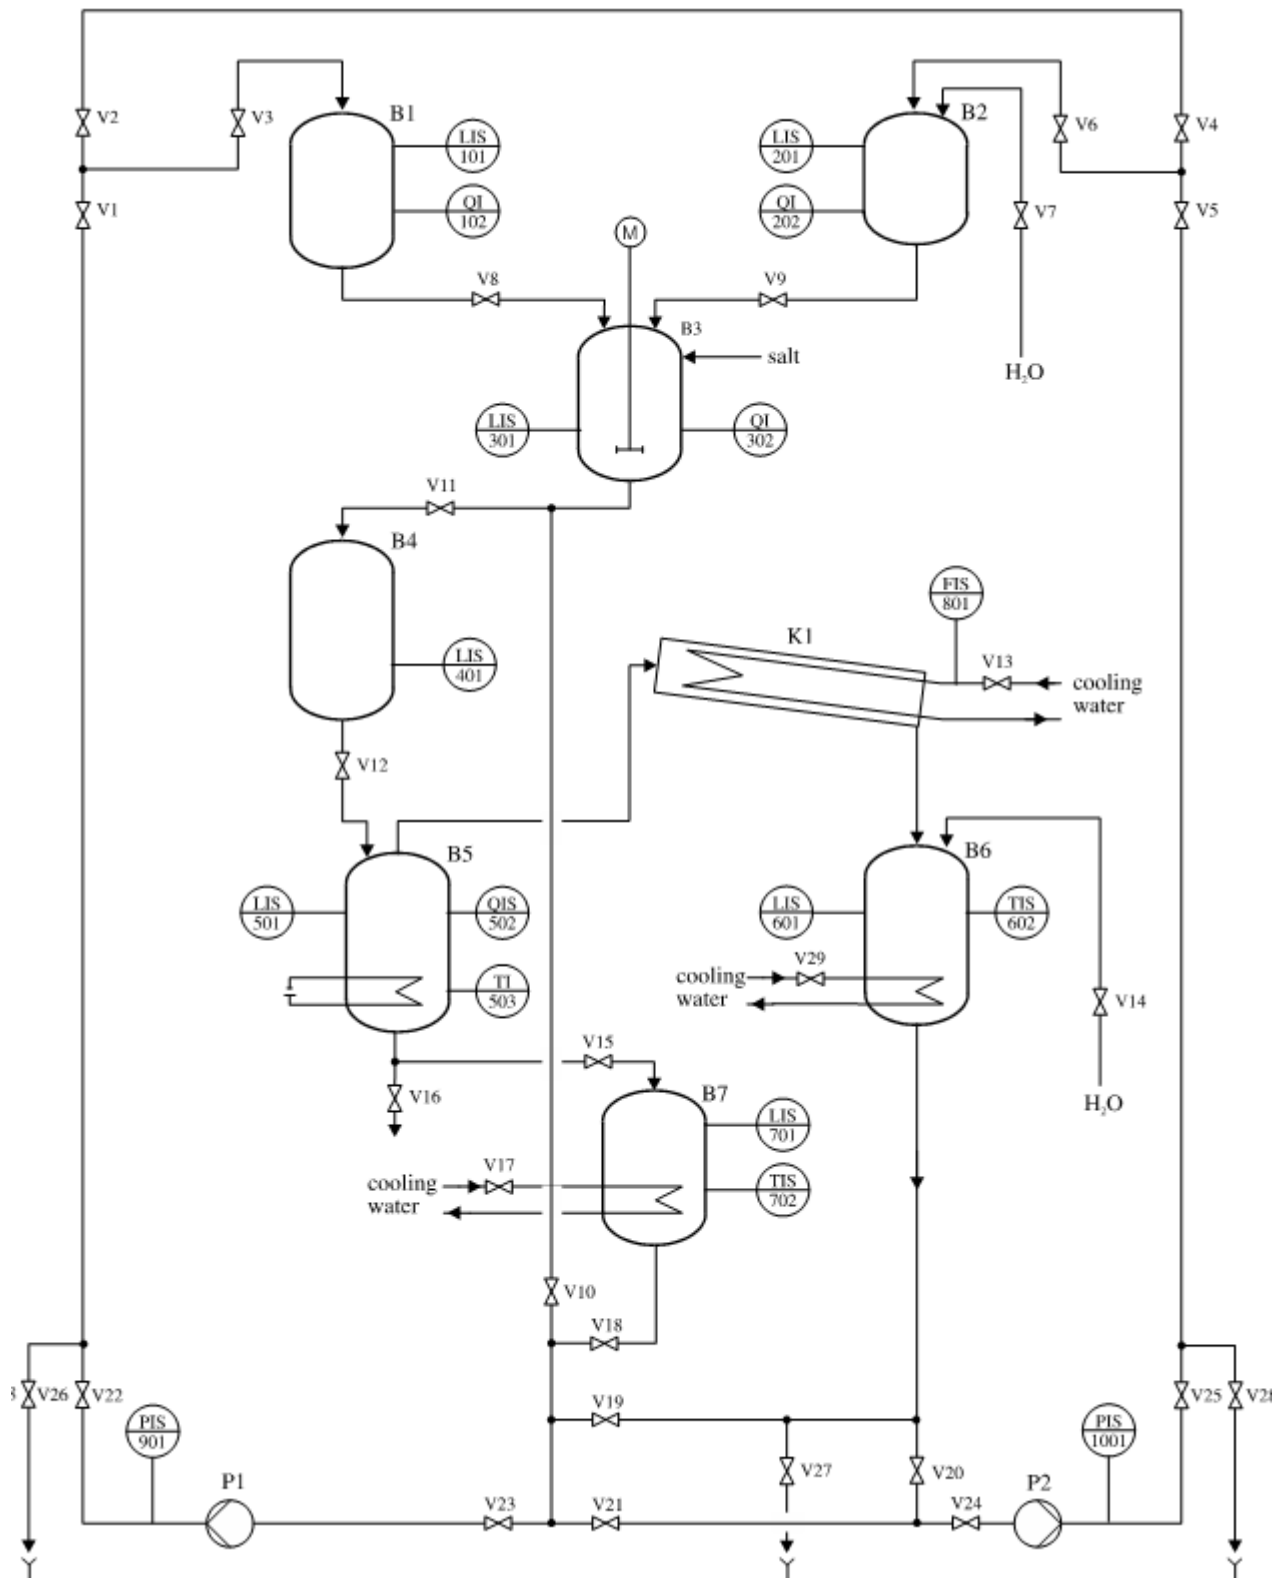 V2
V3
B1
LIS
101
LIS
201
B2
V6
V4
QI
102
QI
202
V1
V7
V5
M
V8
V9
B3
salt
H₂O
LIS
301
QI
302
V11
B4
FIS
801
K1
LIS
401
V13
cooling
water
V12
B5
B6
LIS
501
QIS
502
LIS
601
TIS
602
V29
cooling
water
TI
503
V14
V15
V16
B7
H₂O
LIS
701
V17
cooling
water
TIS
702
V10
V18
V26
V22
V19
V25
V28
PIS
901
PIS
1001
V27
V20
P1
P2
V23
V21
V24